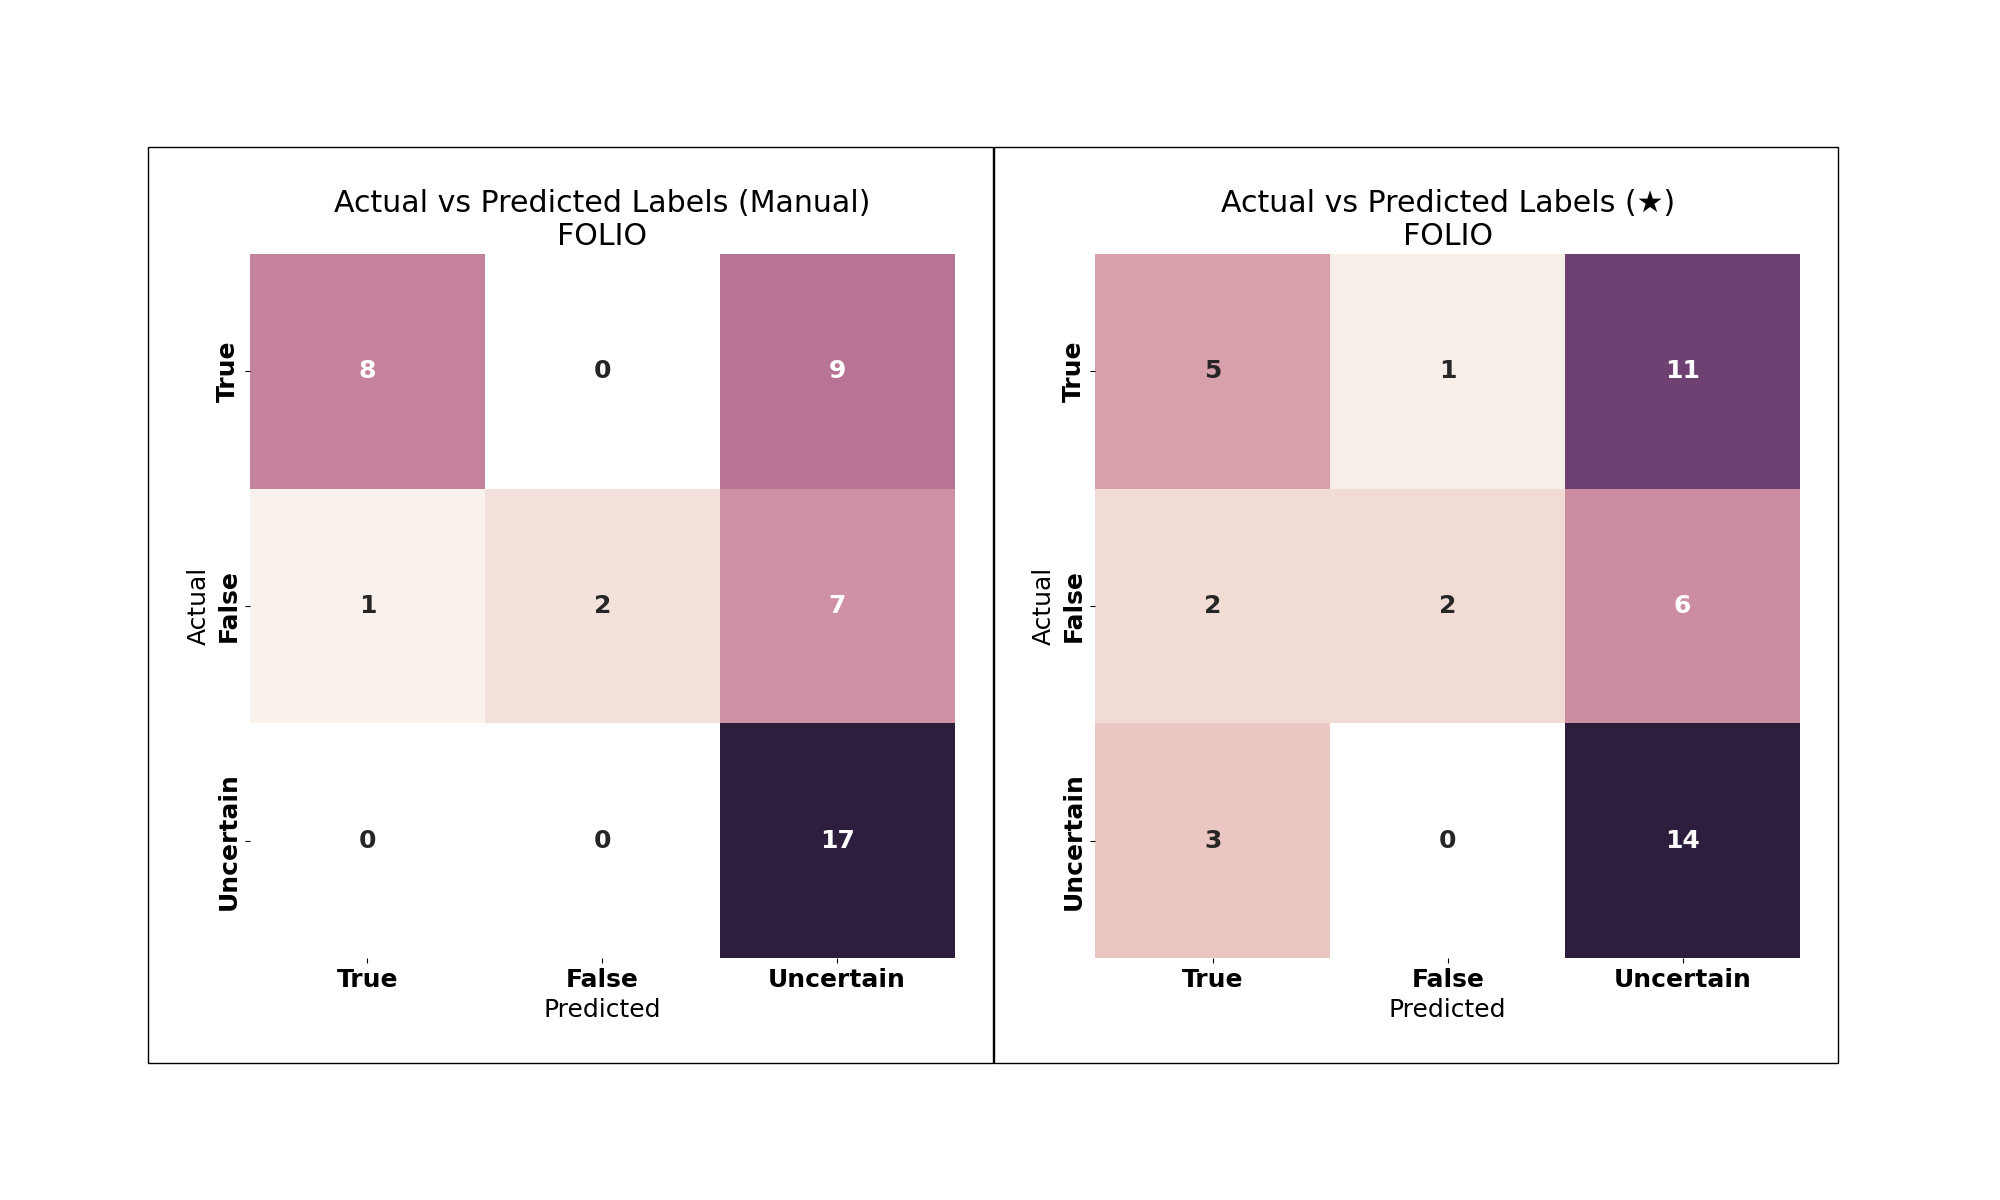 Actual vs Predicted Labels (Manual)
FOLIO
True
8
0
9
Actual
False
1
2
7
Uncertain
0
0
17
True
False
Uncertain
Predicted
Actual vs Predicted Labels (★)
FOLIO
True
5
1
11
Actual
False
2
2
6
Uncertain
3
0
14
True
False
Uncertain
Predicted